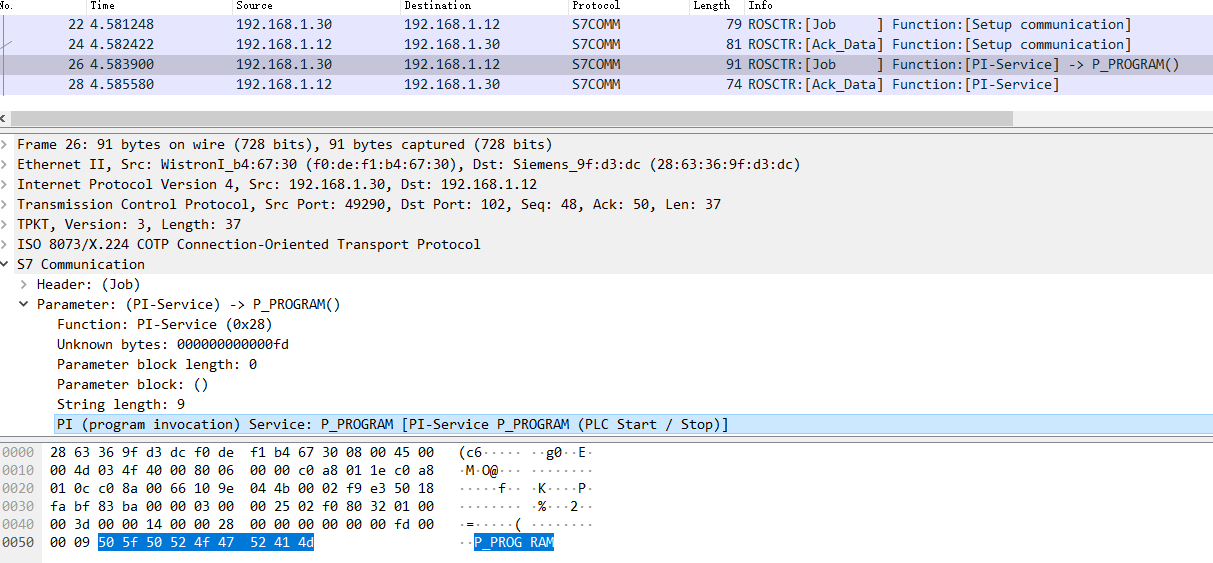 No. Time Source Destination Protocol Length Info
22 4.581248 192.168.1.30 192.168.1.12 S7COMM 79 ROSCTR:[Job     ] Function:[Setup communication]
24 4.582422 192.168.1.12 192.168.1.30 S7COMM 81 ROSCTR:[Ack_Data] Function:[Setup communication]
26 4.583900 192.168.1.30 192.168.1.12 S7COMM 91 ROSCTR:[Job     ] Function:[PI-Service] -> P_PROGRAM()
28 4.585580 192.168.1.12 192.168.1.30 S7COMM 74 ROSCTR:[Ack_Data] Function:[PI-Service]
Frame 26: 91 bytes on wire (728 bits), 91 bytes captured (728 bits)
Ethernet II, Src: WistronI_b4:67:30 (f0:de:f1:b4:67:30), Dst: Siemens_9f:d3:dc (28:63:36:9f:d3:dc)
Internet Protocol Version 4, Src: 192.168.1.30, Dst: 192.168.1.12
Transmission Control Protocol, Src Port: 49290, Dst Port: 102, Seq: 48, Ack: 50, Len: 37
TPKT, Version: 3, Length: 37
ISO 8073/X.224 COTP Connection-Oriented Transport Protocol
S7 Communication
Header: (Job)
Parameter: (PI-Service) -> P_PROGRAM()
Function: PI-Service (0x28)
Unknown bytes: 000000000000fd
Parameter block length: 0
Parameter block: ()
String length: 9
PI (program invocation) Service: P_PROGRAM [PI-Service P_PROGRAM (PLC Start / Stop)]
0000 28 63 36 9f d3 dc f0 de f1 b4 67 30 08 00 45 00 (c6····· ··g0··E·
0010 00 4d 03 4f 40 00 80 06 00 00 c0 a8 01 1e c0 a8 ·M·O@··· ········
0020 01 0c c0 8a 00 66 10 9e 04 4b 00 02 f9 e3 50 18 ·····f·· ·K····P·
0030 fa bf 83 ba 00 00 03 00 00 25 02 f0 80 32 01 00 ········ ·%···2··
0040 00 3d 00 00 14 00 00 28 00 00 00 00 00 00 fd 00 ·=·····( ········
0050 00 09 50 5f 50 52 4f 47 52 41 4d ··P_PROG RAM